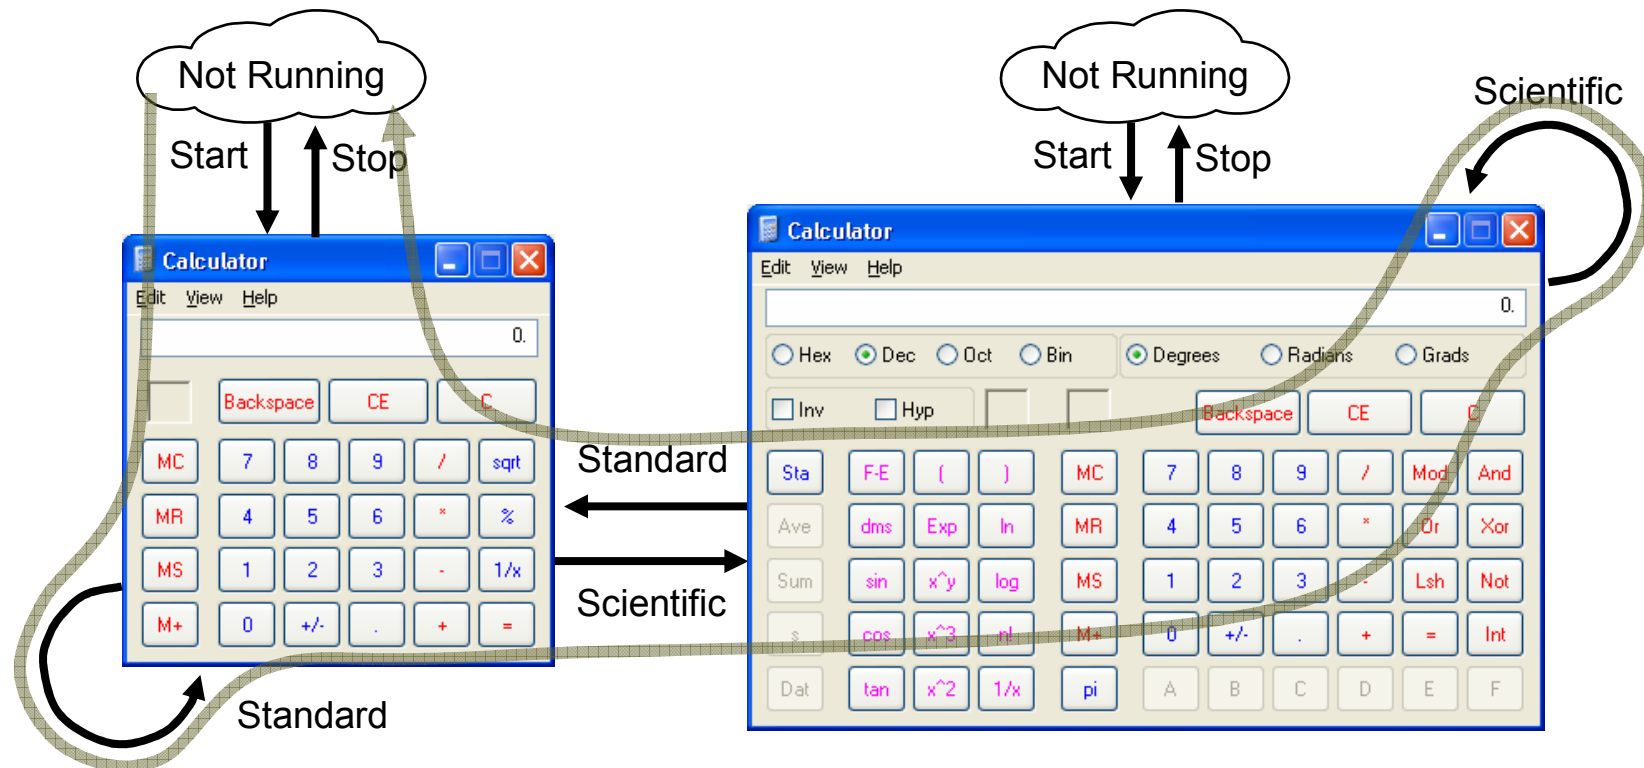 Not Running
Start
Stop
Calculator
Edit View Help
0.
Backspace CE C
MC 7 8 9 / sqrt
MR 4 5 6 * %
MS 1 2 3 - 1/x
M+ 0 +/- . + =
Standard
Standard
Scientific
Not Running
Start
Stop
Scientific
Calculator
Edit View Help
0.
Hex Dec Oct Bin Degrees Radians Grads
Inv Hyp Backspace CE C
Sta F-E ( ) MC 7 8 9 / Mod And
Ave dms Exp ln MR 4 5 6 * Or Xor
Sum sin x^y log MS 1 2 3 - Lsh Not
s cos x^3 n! M+ 0 +/- . + = Int
Dat tan x^2 1/x pi A B C D E F